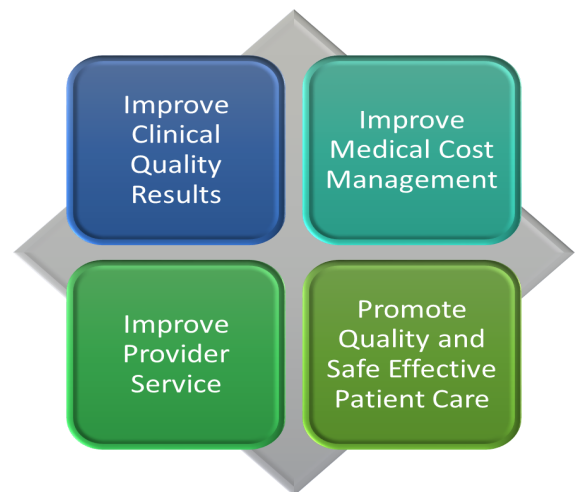 Improve
Clinical
Quality
Results
Improve
Medical Cost
Management
Improve
Provider
Service
Promote
Quality and
Safe Effective
Patient Care